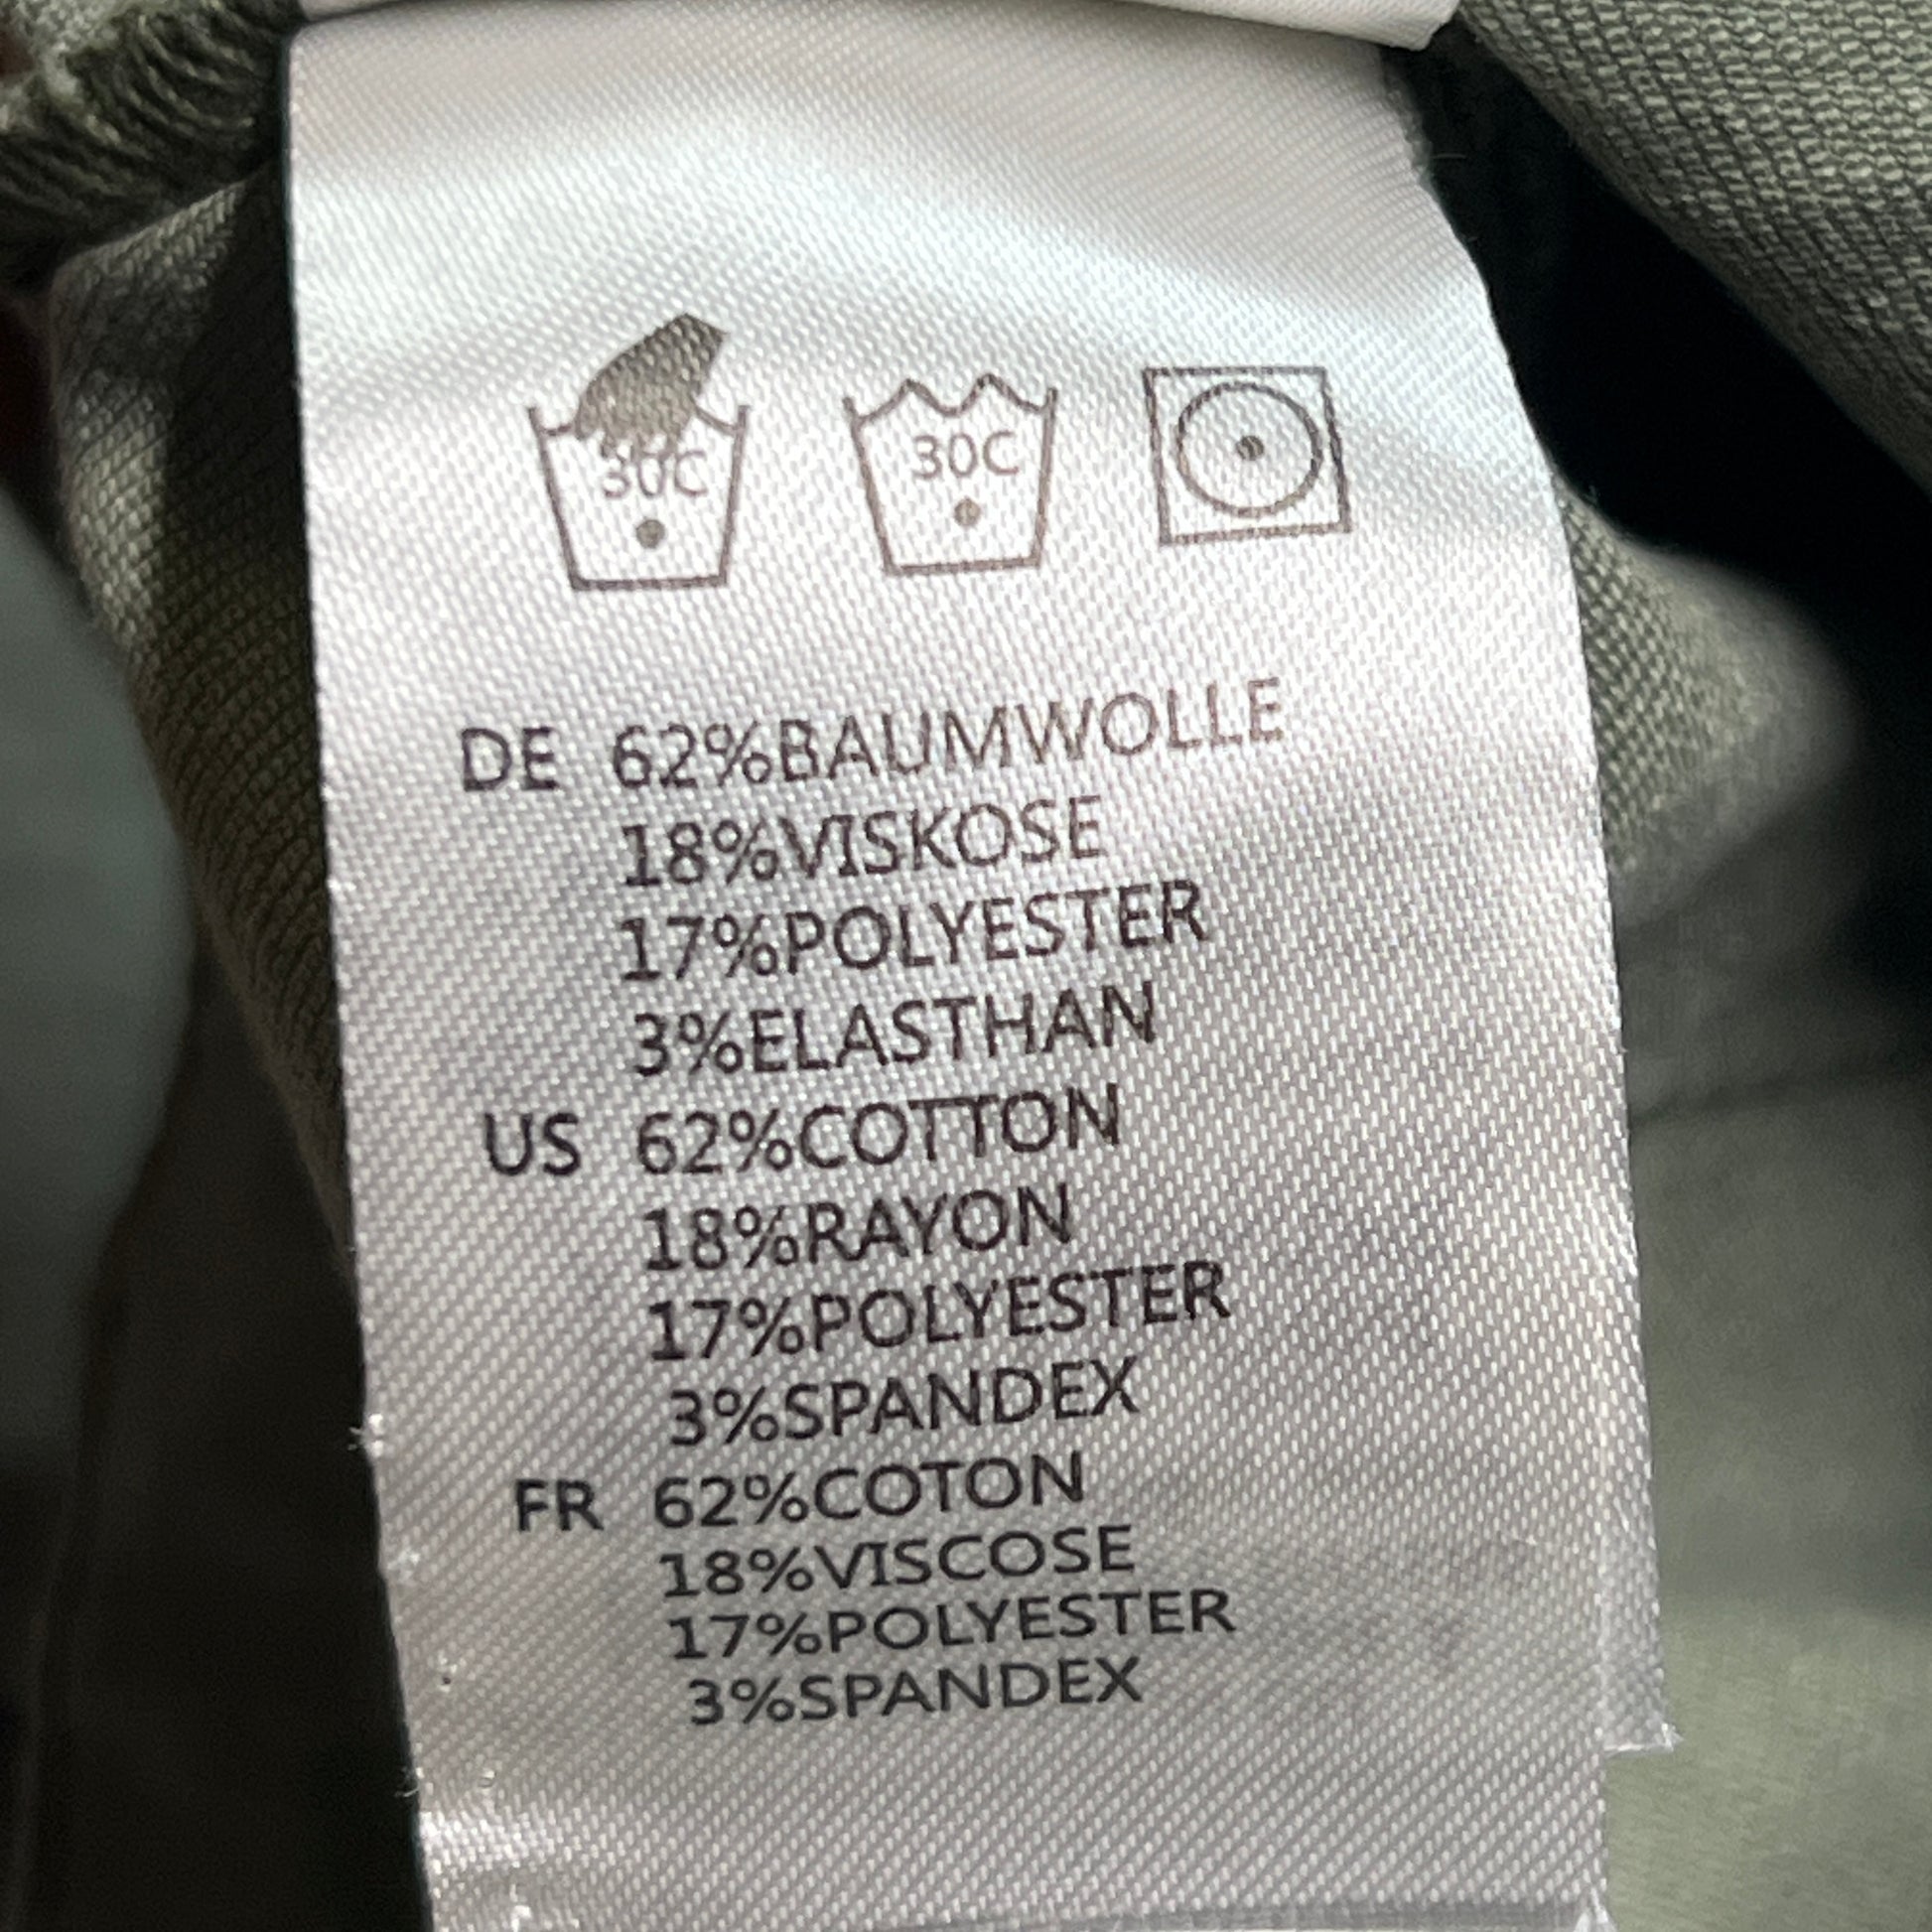 30C 30C
DE 62%BAUMWOLLE
18%VISKOSE
17%POLYESTER
3%ELASTHAN
US 62%COTTON
18%RAYON
17%POLYESTER
3%SPANDEX
FR 62%COTON
18%VISCOSE
17%POLYESTER
3%SPANDEX